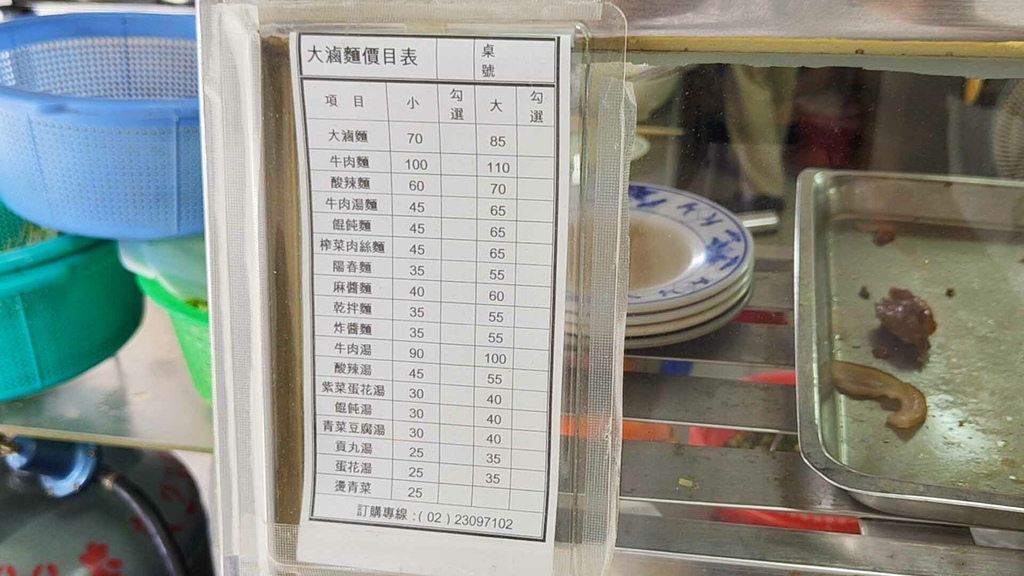 大滷麵價目表 桌號
項目 小 勾選 大 勾選
大滷麵 70 85
牛肉麵 100 110
酸辣麵 60 70
牛肉湯麵 45 65
餛飩麵 45 65
榨菜肉絲麵 45 65
陽春麵 35 55
麻醬麵 40 60
乾拌麵 35 55
炸醬麵 35 55
牛肉湯 90 100
酸辣湯 45 55
紫菜蛋花湯 30 40
餛飩湯 30 40
青菜豆腐湯 30 40
貢丸湯 25 35
蛋花湯 25 35
燙青菜 25
訂購專線:(02)23097102